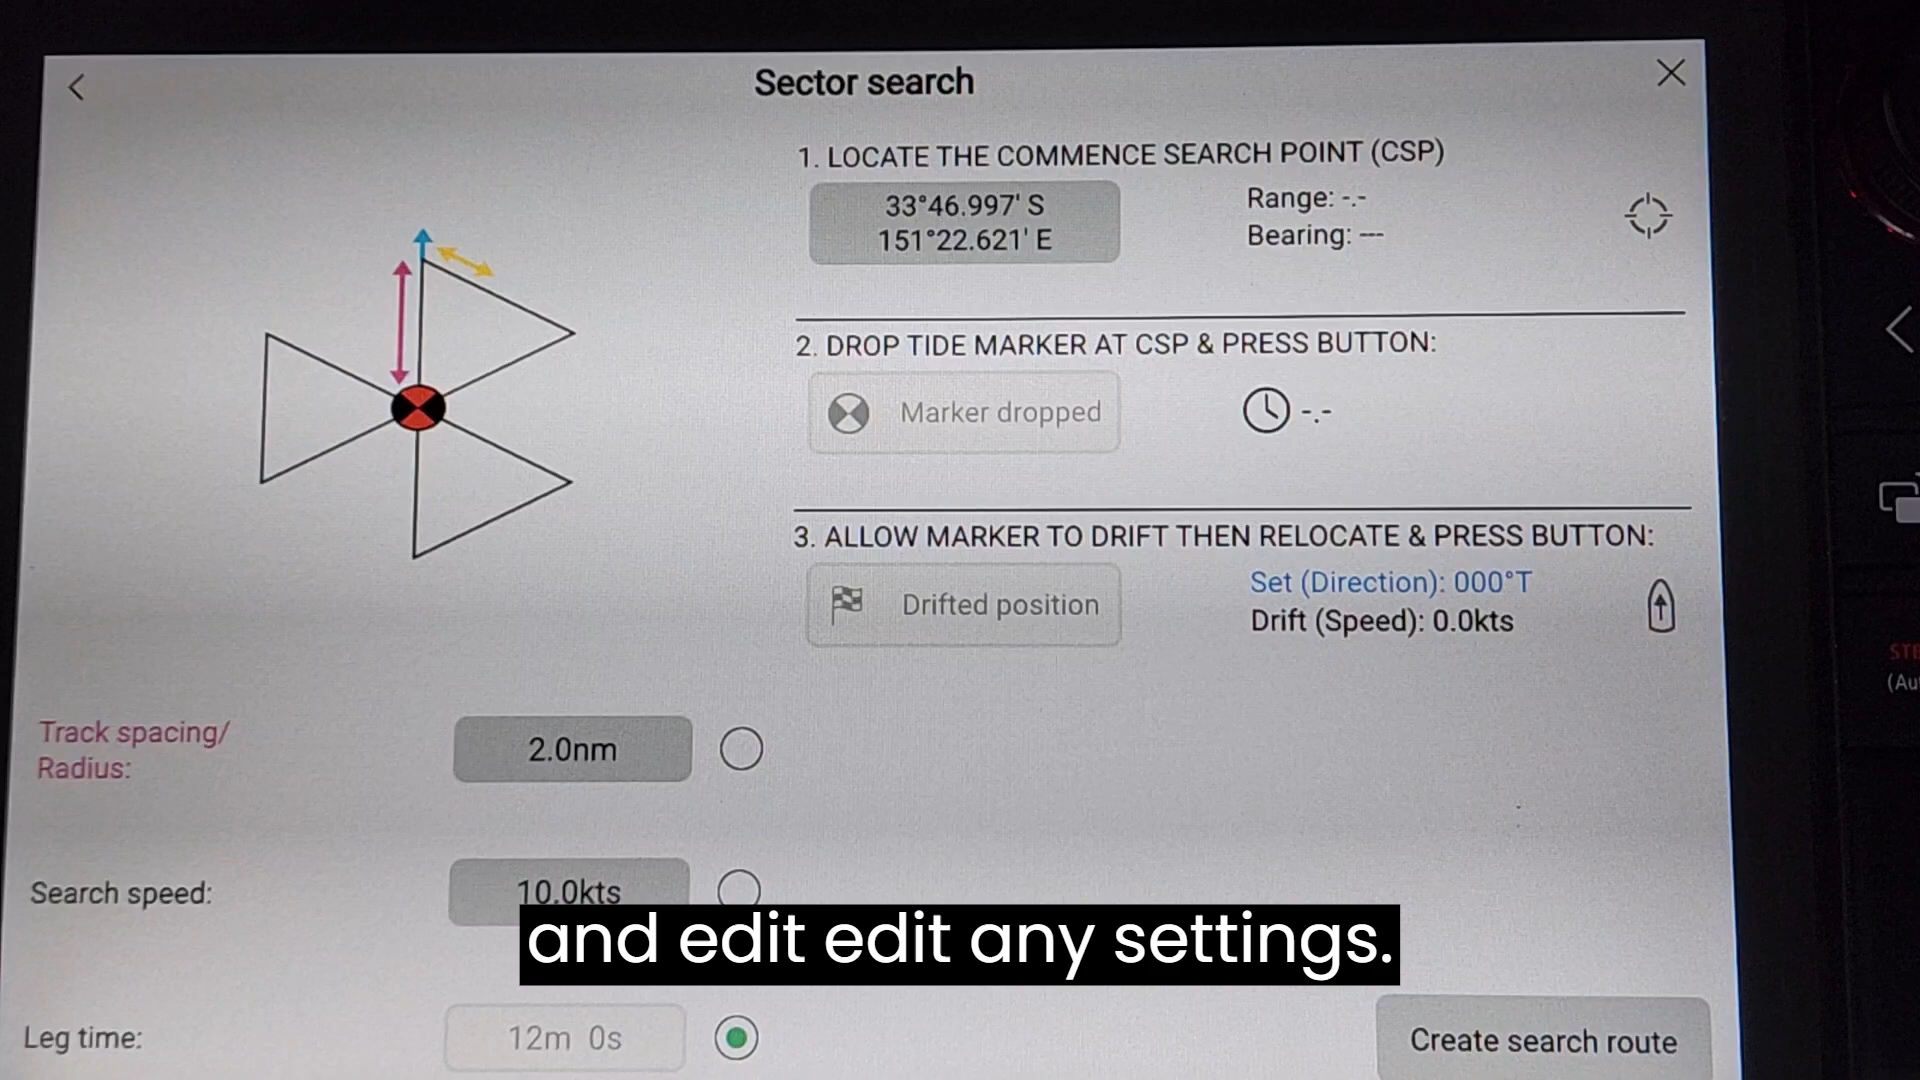 Sector search
1. LOCATE THE COMMENCE SEARCH POINT (CSP)
33°46.997' S
151°22.621' E
Range: -.-
Bearing: ---
2. DROP TIDE MARKER AT CSP & PRESS BUTTON:
Marker dropped
-.-
3. ALLOW MARKER TO DRIFT THEN RELOCATE & PRESS BUTTON:
Drifted position
Set (Direction): 000°T
Drift (Speed): 0.0kts
Track spacing/
Radius:
2.0nm
Search speed:
10.0kts
and edit edit any settings.
Leg time:
12m 0s
Create search route
STE
(Au